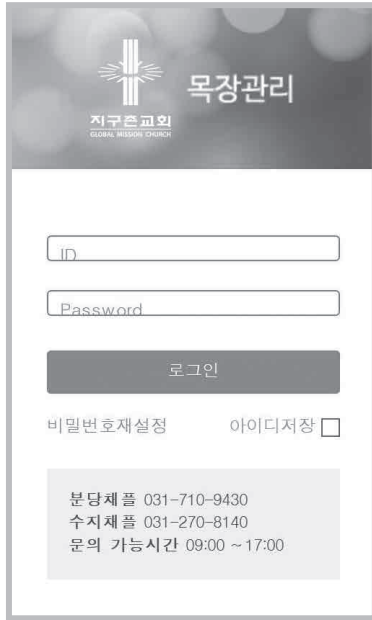 목장관리
지구촌교회
GLOBAL MISSION CHURCH
ID
Password
로그인
비밀번호재설정 아이디저장
분당채플 031-710-9430
수지채플 031-270-8140
문의 가능시간 09:00 ~ 17:00